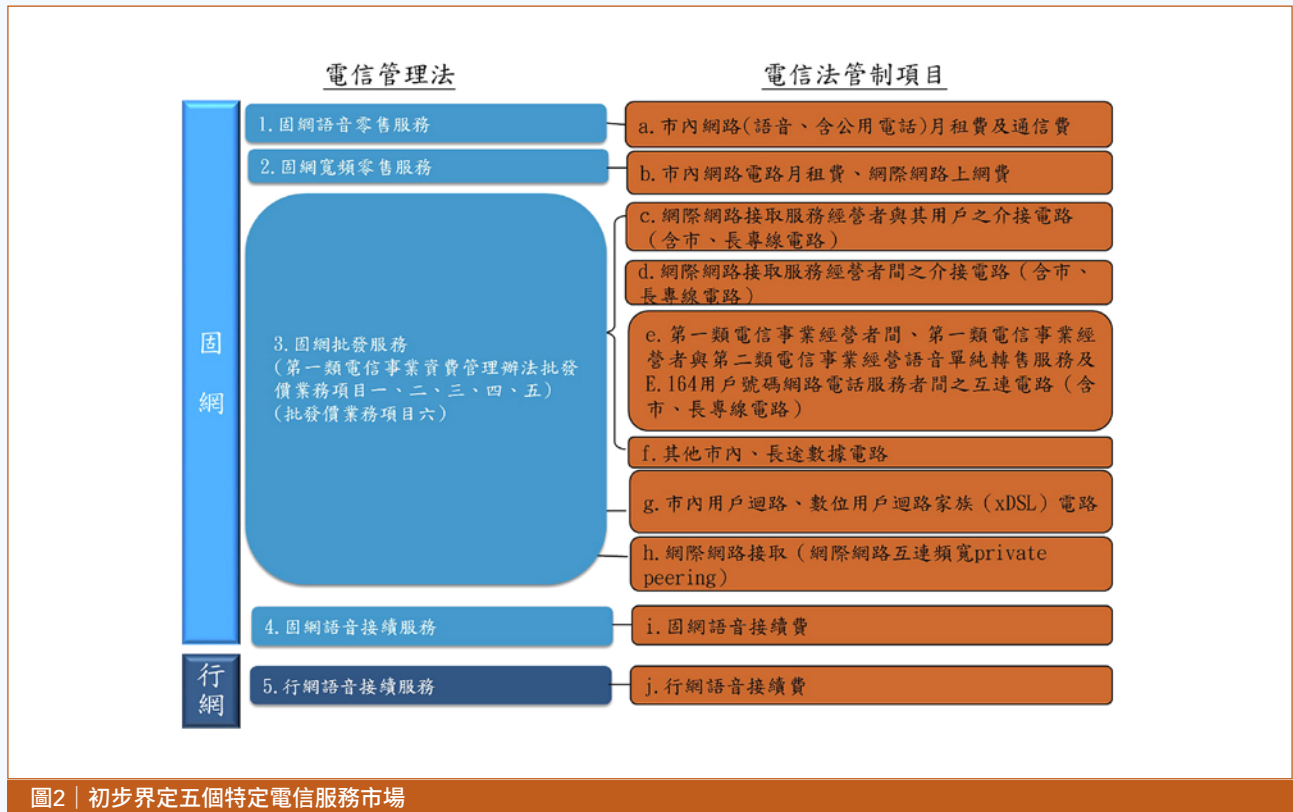 電信管理法
電信法管制項目
固網
1.固網語音零售服務
a.市內網路(語音、含公用電話)月租費及通信費
2.固網寬頻零售服務
b.市內網路電路月租費、網際網路上網費
3.固網批發服務
(第一類電信事業資費管理辦法批發
價業務項目一、二、三、四、五)
(批發價業務項目六)
c.網際網路接取服務經營者與其用戶之介接電路
（含市、長專線電路）
d.網際網路接取服務經營者間之介接電路（含市、
長專線電路）
e.第一類電信事業經營者間、第一類電信事業經
營者與第二類電信事業經營語音單純轉售服務及
E.164用戶號碼網路電話服務者間之互連電路（含
市、長專線電路）
f.其他市內、長途數據電路
g.市內用戶迴路、數位用戶迴路家族（xDSL）電路
h.網際網路接取（網際網路互連頻寬private
peering）
4.固網語音接續服務
i.固網語音接續費
行網
5.行網語音接續服務
j.行網語音接續費
圖2｜初步界定五個特定電信服務市場